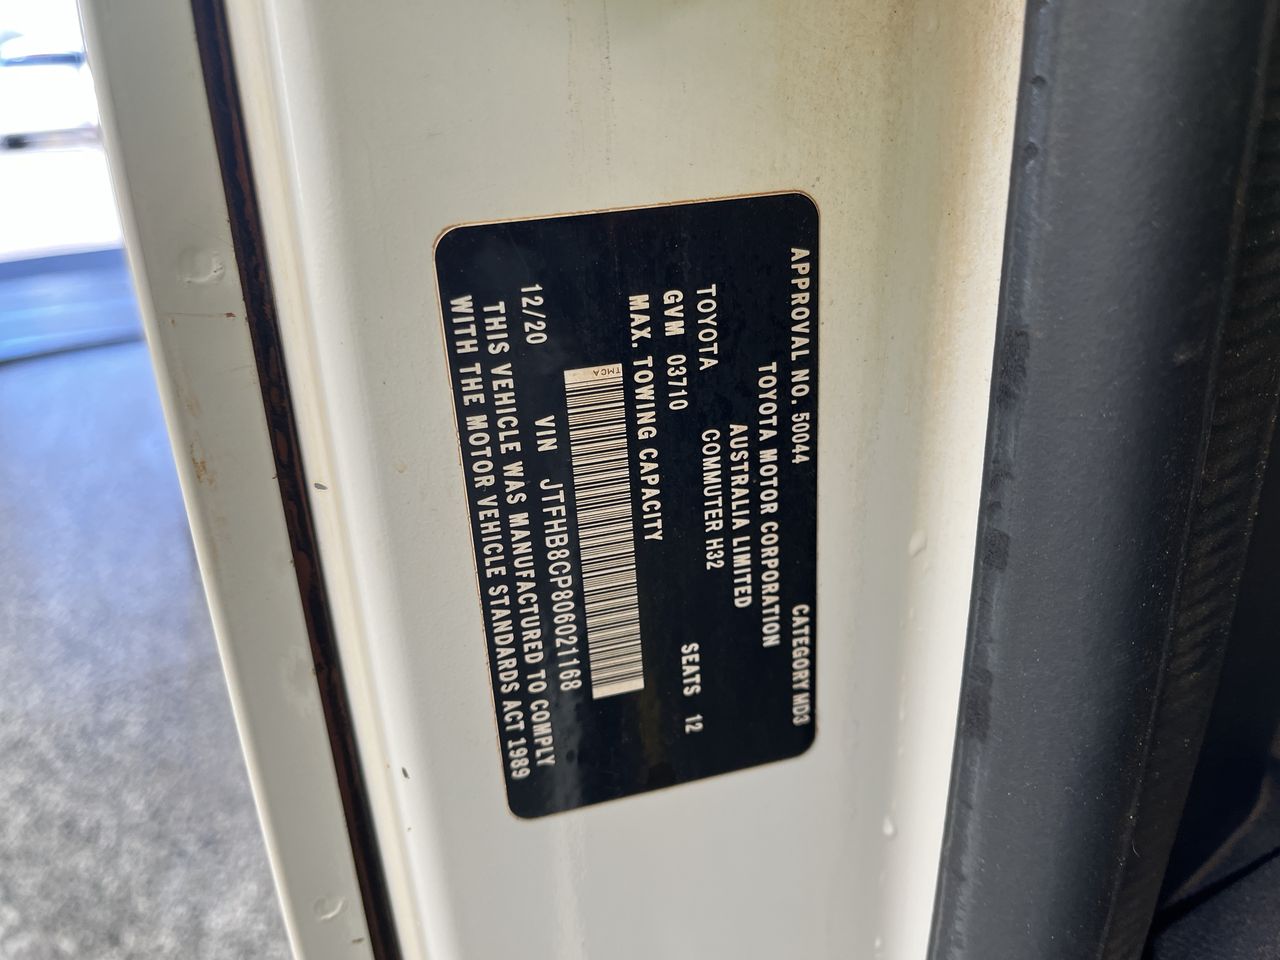 APPROVAL NO. 50044 CATEGORY MD3
TOYOTA MOTOR CORPORATION
AUSTRALIA LIMITED
TOYOTA COMMUTER H32
GVM 03710 SEATS 12
MAX. TOWING CAPACITY
TMCA
12/20 VIN JTFHB8CP806021168
THIS VEHICLE WAS MANUFACTURED TO COMPLY
WITH THE MOTOR VEHICLE STANDARDS ACT 1989